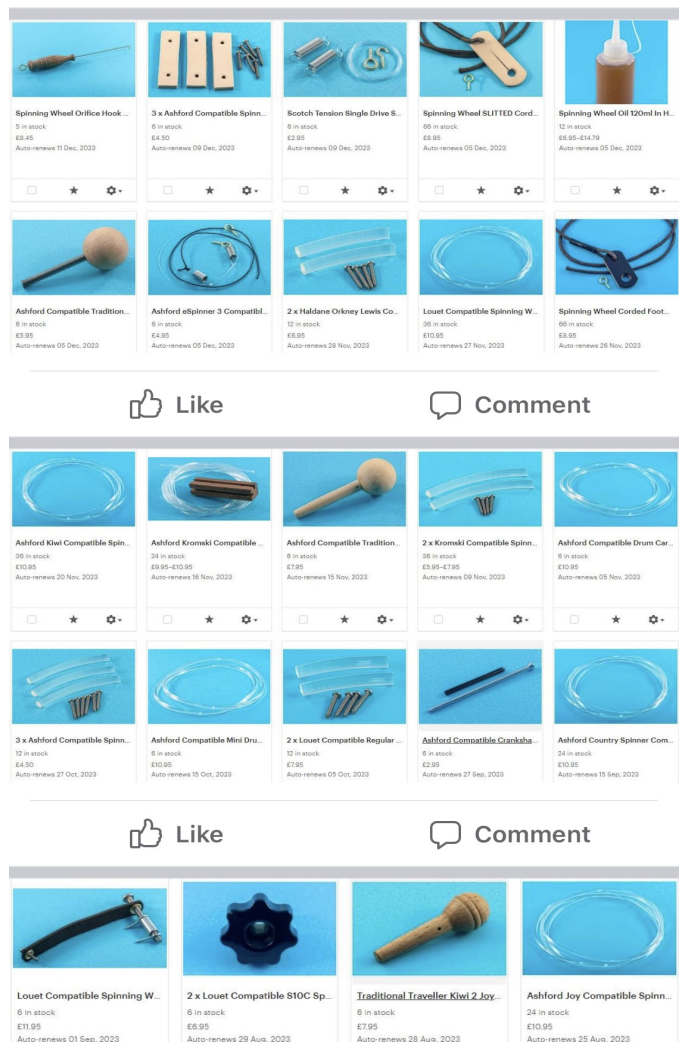 Spinning Wheel Orifice Hook ...
5 in stock
£8.45
Auto-renews 11 Dec, 2023
3 x Ashford Compatible Spinn...
6 in stock
£4.50
Auto-renews 09 Dec, 2023
Scotch Tension Single Drive S...
6 in stock
£2.95
Auto-renews 09 Dec, 2023
Spinning Wheel SLITTED Cord...
66 in stock
£8.95
Auto-renews 05 Dec, 2023
Spinning Wheel Oil 120ml In H...
12 in stock
£6.95–£14.79
Auto-renews 05 Dec, 2023
Ashford Compatible Tradition...
6 in stock
£5.95
Auto-renews 05 Dec, 2023
Ashford eSpinner 3 Compatibl...
6 in stock
£4.95
Auto-renews 05 Dec, 2023
2 x Haldane Orkney Lewis Co...
12 in stock
£6.95
Auto-renews 28 Nov, 2023
Louet Compatible Spinning W...
36 in stock
£10.95
Auto-renews 27 Nov, 2023
Spinning Wheel Corded Foot...
66 in stock
£8.95
Auto-renews 26 Nov, 2023
Like
Comment
Ashford Kiwi Compatible Spin...
36 in stock
£10.95
Auto-renews 20 Nov, 2023
Ashford Kromski Compatible ...
24 in stock
£9.95–£10.95
Auto-renews 16 Nov, 2023
Ashford Compatible Tradition...
6 in stock
£7.95
Auto-renews 15 Nov, 2023
2 x Kromski Compatible Spinn...
36 in stock
£5.95–£7.95
Auto-renews 09 Nov, 2023
Ashford Compatible Drum Car...
6 in stock
£10.95
Auto-renews 05 Nov, 2023
3 x Ashford Compatible Spinn...
12 in stock
£4.50
Auto-renews 27 Oct, 2023
Ashford Compatible Mini Dru...
6 in stock
£10.95
Auto-renews 15 Oct, 2023
2 x Louet Compatible Regular ...
12 in stock
£7.95
Auto-renews 05 Oct, 2023
Ashford Compatible Cranksha...
6 in stock
£2.95
Auto-renews 27 Sep, 2023
Ashford Country Spinner Com...
24 in stock
£10.95
Auto-renews 15 Sep, 2023
Like
Comment
Louet Compatible Spinning W...
6 in stock
£11.95
Auto-renews 01 Sep, 2023
2 x Louet Compatible S10C Sp...
6 in stock
£6.95
Auto-renews 29 Aug, 2023
Traditional Traveller Kiwi 2 Joy...
6 in stock
£7.95
Auto-renews 28 Aug, 2023
Ashford Joy Compatible Spinn...
24 in stock
£10.95
Auto-renews 25 Aug, 2023